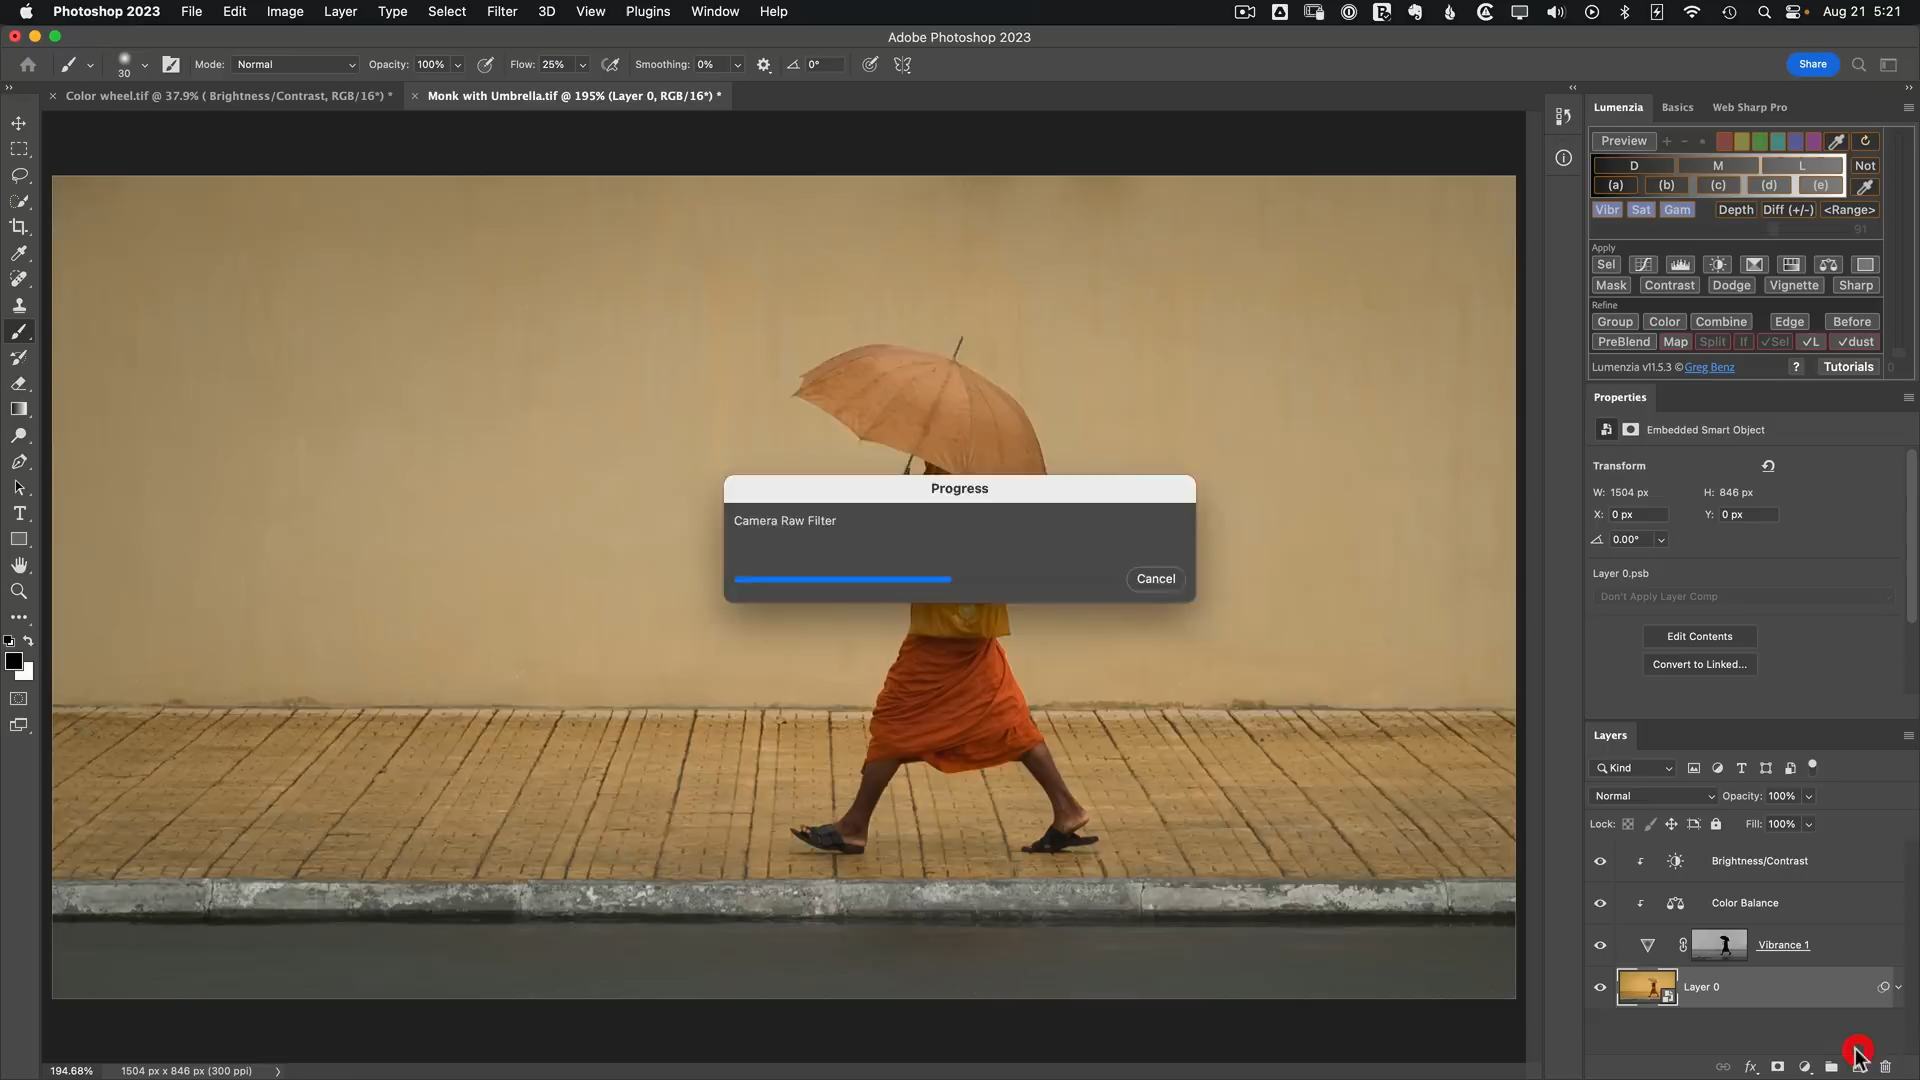 Photoshop 2023 File Edit Image Layer Type Select Filter 3D View Plugins Window Help Aug 21 5:21
Adobe Photoshop 2023
30 Mode: Normal Opacity: 100% Flow: 25% Smoothing: 0% 0° Share
Color wheel.tif @ 37.9% ( Brightness/Contrast, RGB/16*) * Monk with Umbrella.tif @ 195% (Layer 0, RGB/16*) *
Lumenzia Basics Web Sharp Pro
Preview
D M L Not
(a) (b) (c) (d) (e)
Vibr Sat Gam Depth Diff (+/-) <Range>
91
Apply
Sel
Mask Contrast Dodge Vignette Sharp
Refine
Group Color Combine Edge Before
PreBlend Map Split If ✓Sel ✓L ✓dust
Lumenzia v11.5.3 © Greg Benz ? Tutorials 0
Properties
Embedded Smart Object
Transform
W: 1504 px H: 846 px
X: 0 px Y: 0 px
0.00°
Layer 0.psb
Don't Apply Layer Comp
Edit Contents
Convert to Linked...
Progress
Camera Raw Filter
Cancel
Layers
Kind
Normal Opacity: 100%
Lock: Fill: 100%
Brightness/Contrast
Color Balance
Vibrance 1
Layer 0
fx
194.68% 1504 px x 846 px (300 ppi)